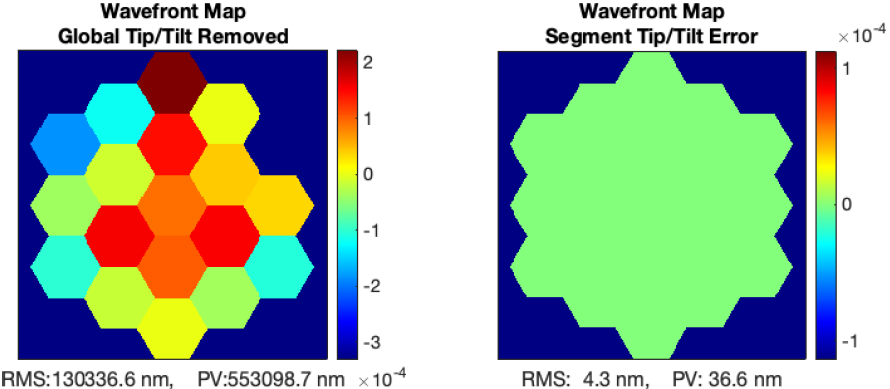 Wavefront Map
Global Tip/Tilt Removed
2
1
0
-1
-2
-3
RMS:130336.6 nm, PV:553098.7 nm ×10⁻⁴
Wavefront Map
Segment Tip/Tilt Error
×10⁻⁴
1
0
-1
RMS: 4.3 nm, PV: 36.6 nm